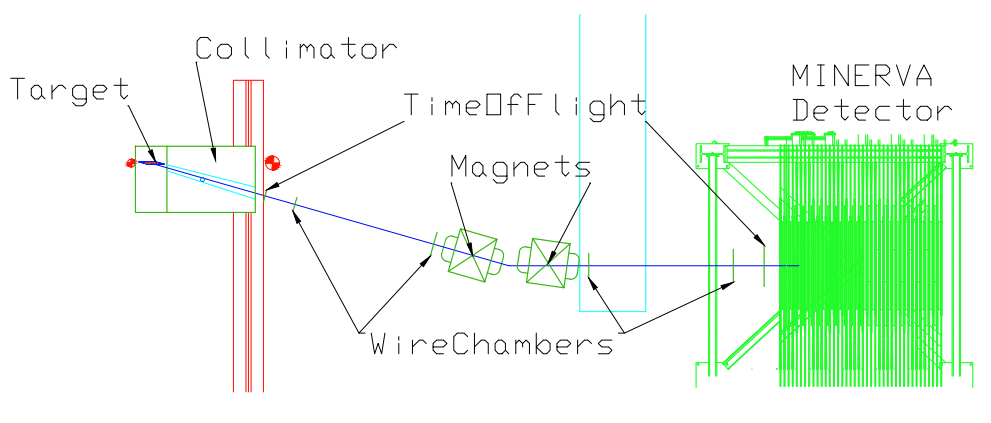 Collimator
Target
TimeOfFlight
MINERVA
Detector
Magnets
WireChambers